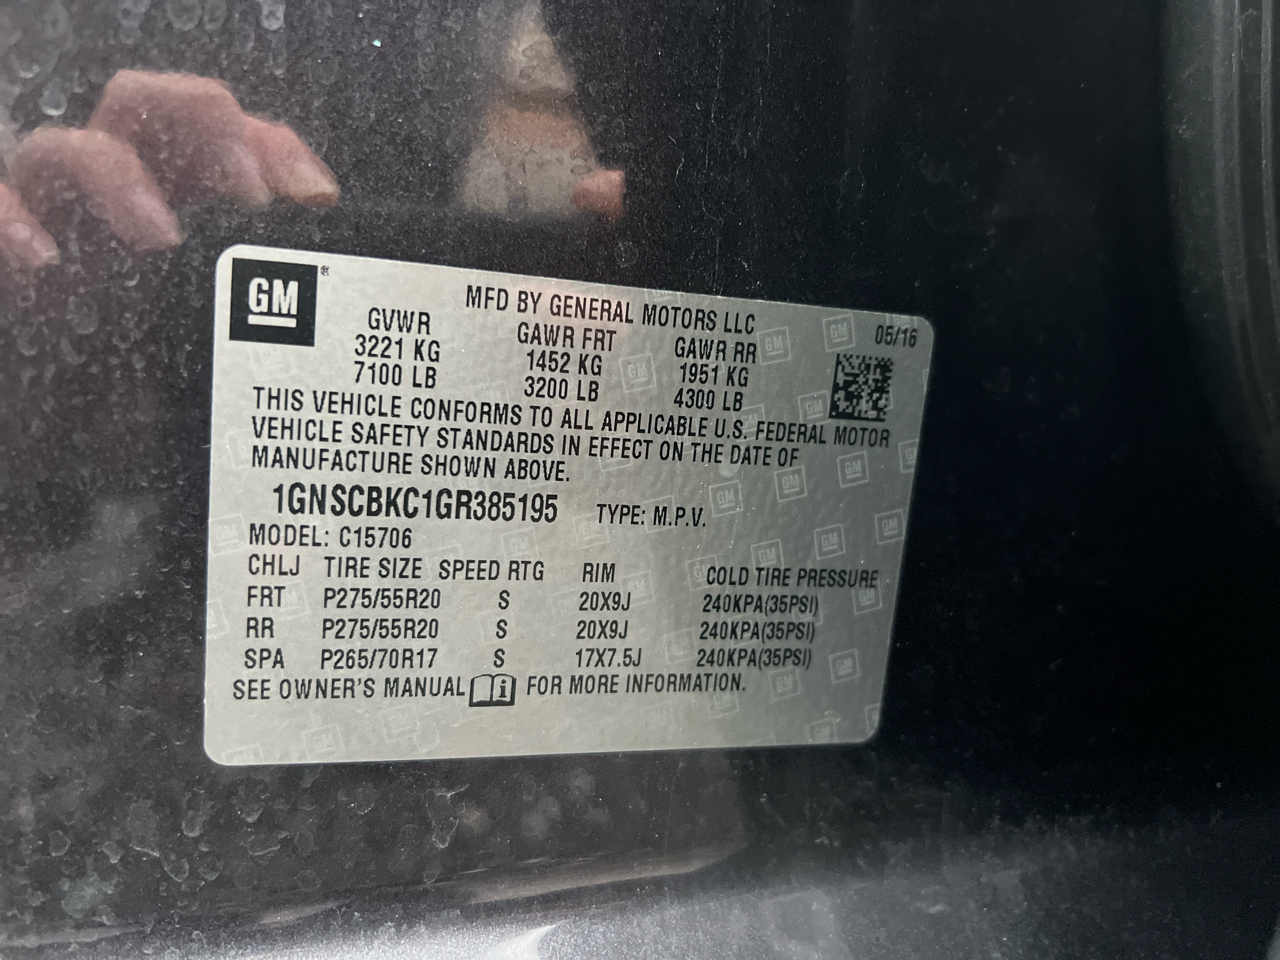 GM®
MFD BY GENERAL MOTORS LLC
05/16
GVWR GAWR FRT GAWR RR
3221 KG 1452 KG 1951 KG
7100 LB 3200 LB 4300 LB
THIS VEHICLE CONFORMS TO ALL APPLICABLE U.S. FEDERAL MOTOR
VEHICLE SAFETY STANDARDS IN EFFECT ON THE DATE OF
MANUFACTURE SHOWN ABOVE.
1GNSCBKC1GR385195 TYPE: M.P.V.
MODEL: C15706
CHLJ TIRE SIZE SPEED RTG RIM COLD TIRE PRESSURE
FRT P275/55R20 S 20X9J 240KPA(35PSI)
RR P275/55R20 S 20X9J 240KPA(35PSI)
SPA P265/70R17 S 17X7.5J 240KPA(35PSI)
SEE OWNER'S MANUAL i FOR MORE INFORMATION.